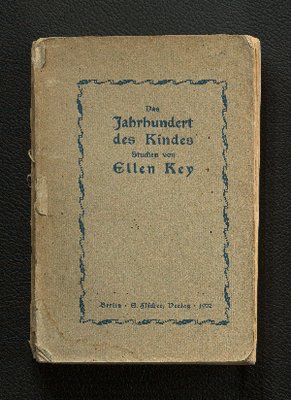 Das
Jahrhundert
des Kindes
Studien von
Ellen Key
Berlin · S. Fischer, Verlag · 1902